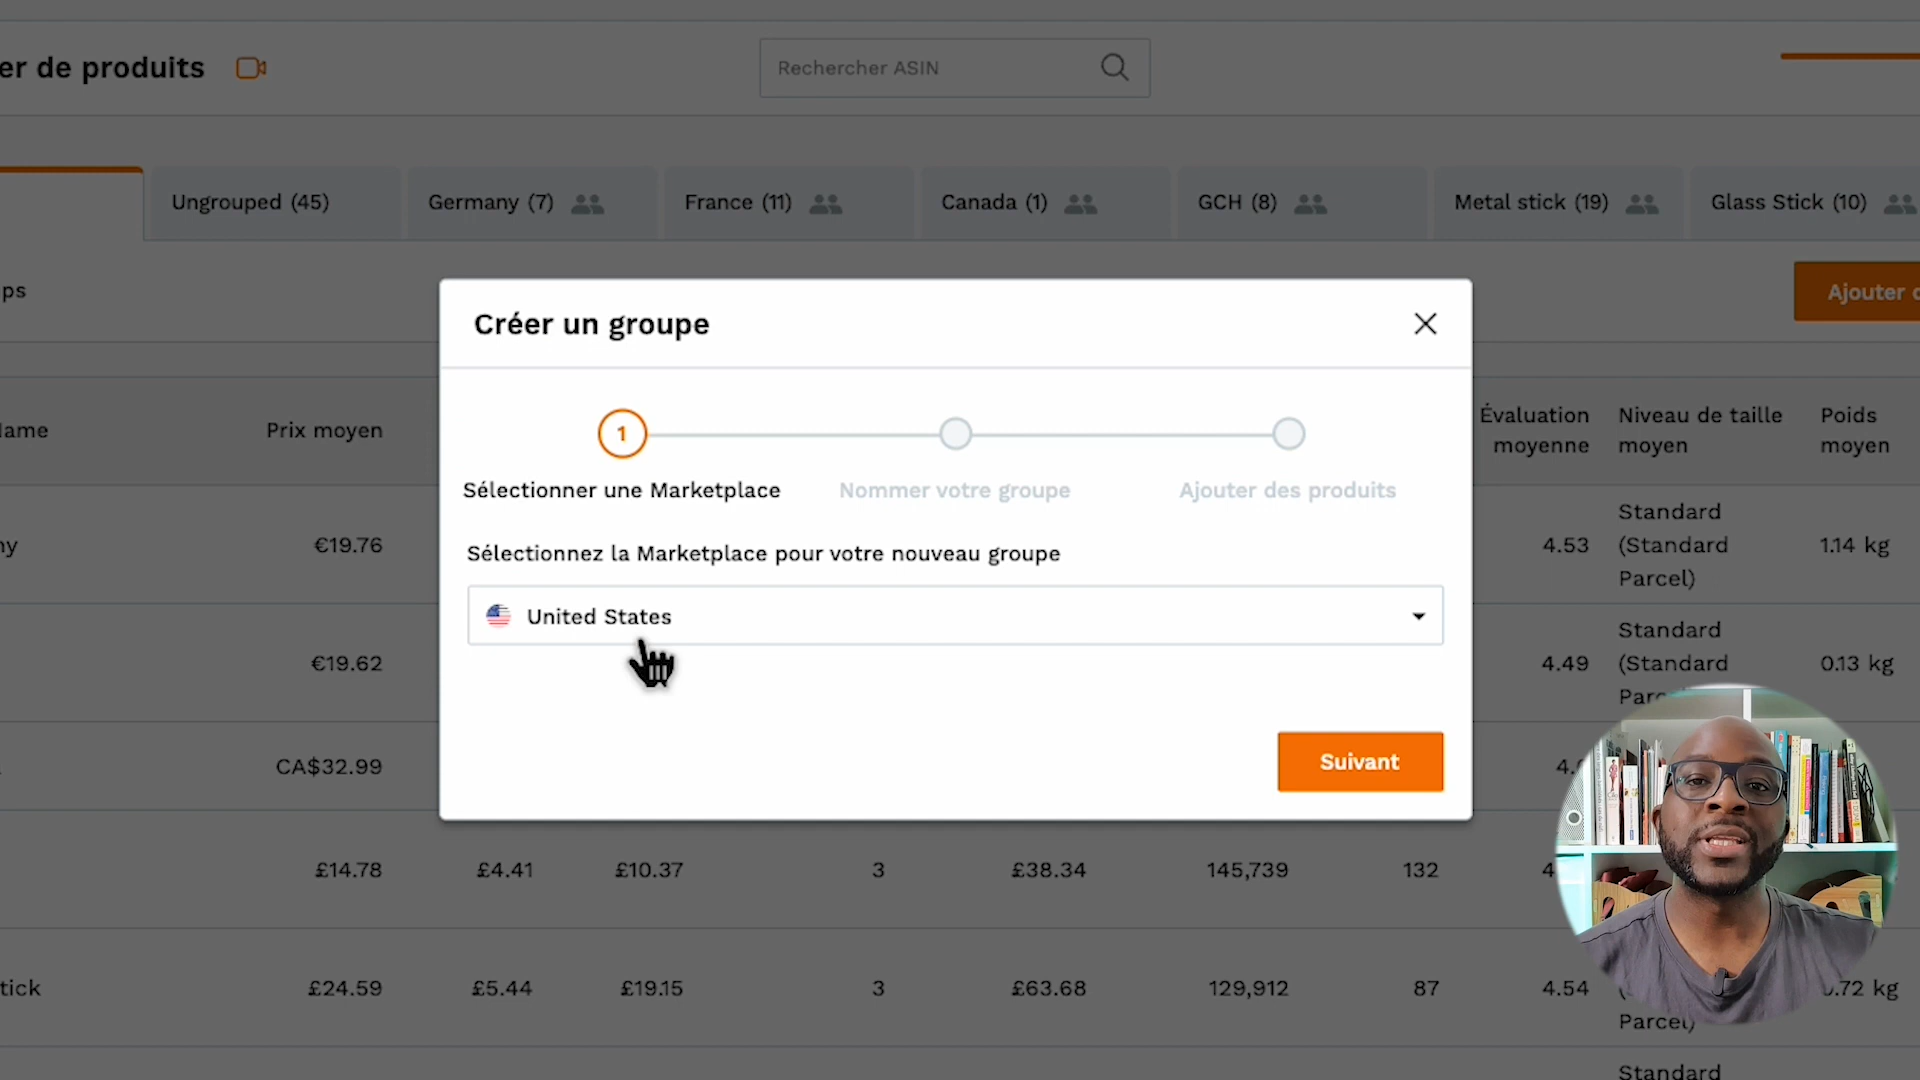 er de produits
Rechercher ASIN
Ungrouped (45)
Germany (7)
France (11)
Canada (1)
GCH (8)
Metal stick (19)
Glass Stick (10)
ps
Ajouter
Créer un groupe
1
Sélectionner une Marketplace
Nommer votre groupe
Ajouter des produits
Sélectionnez la Marketplace pour votre nouveau groupe
United States
Suivant
ame
Prix moyen
Évaluation
moyenne
Niveau de taille
moyen
Poids
moyen
ny
€19.76
4.53
Standard
(Standard
Parcel)
1.14 kg
€19.62
4.49
Standard
(Standard
0.13 kg
CA$32.99
£14.78
£4.41
£10.37
3
£38.34
145,739
132
tick
£24.59
£5.44
£19.15
3
£63.68
129,912
87
4.54
.72 kg
Parcel)
Standard